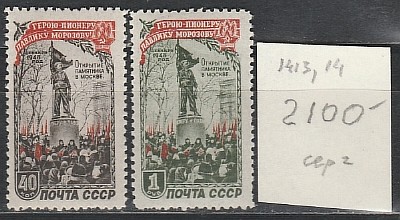 ГЕРОЮ-ПИОНЕРУ
ПАВЛИКУ МОРОЗОВУ
1948
Открытие
памятника
в Москве
40
ПОЧТА СССР
ГЕРОЮ-ПИОНЕРУ
ПАВЛИКУ МОРОЗОВУ
1948
Открытие
памятника
в Москве
1
ПОЧТА СССР
1413, 14
2100-
сер 2